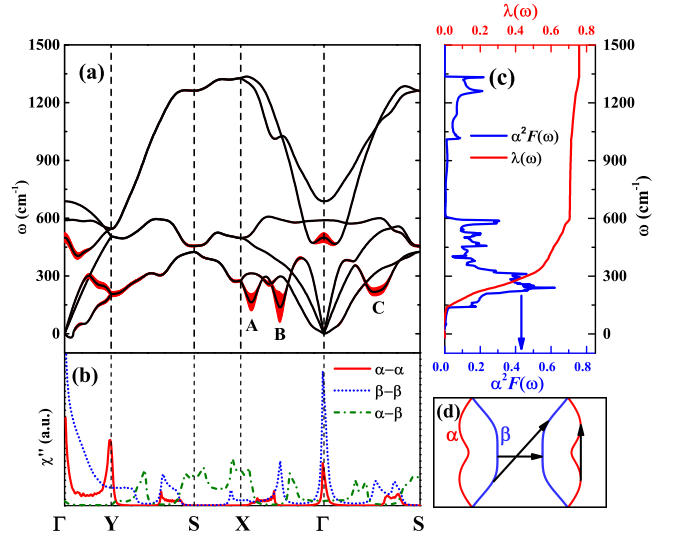 (a)
1500
1200
900
600
300
0
ω (cm⁻¹)
A
B
C
(b)
α−α
β−β
α−β
χ'' (a.u.)
Γ
Y
S
X
Γ
S
λ(ω)
0.0 0.2 0.4 0.6 0.8
(c)
α²F(ω)
λ(ω)
1500
1200
900
600
300
0
ω (cm⁻¹)
0.0 0.2 0.4 0.6 0.8
α²F(ω)
(d)
α
β